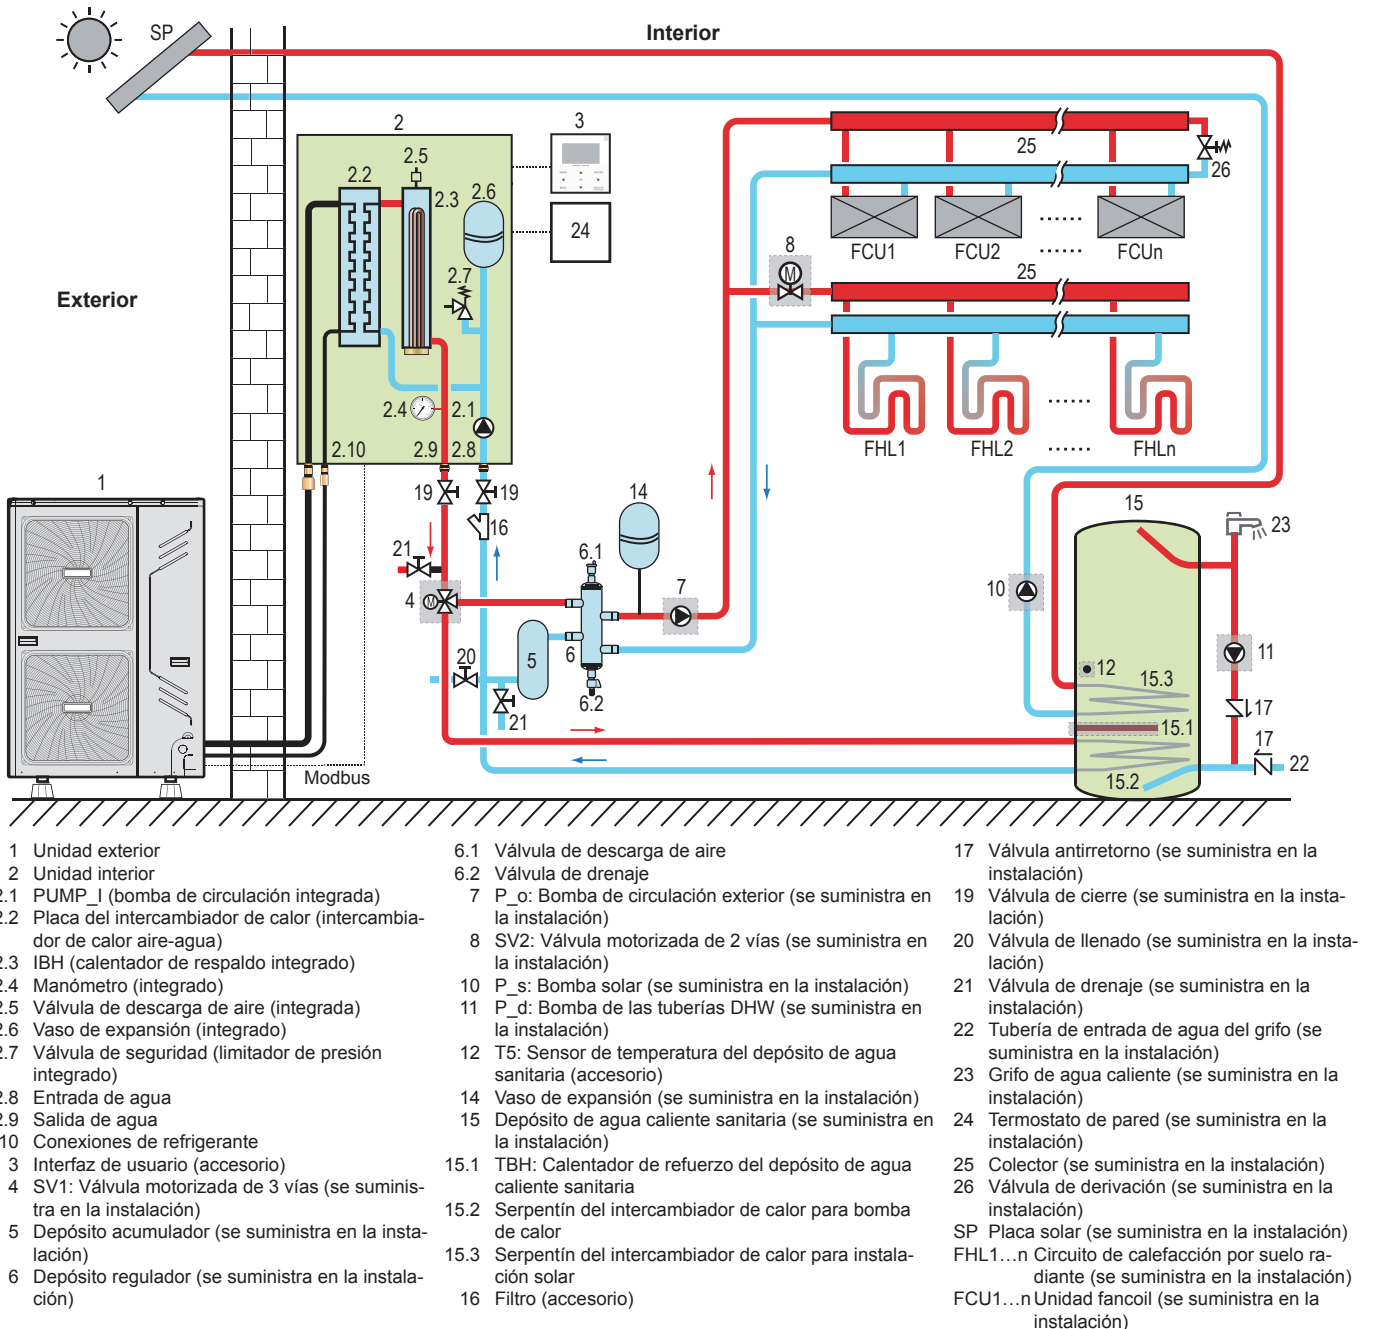 SP
Interior
Exterior
1
2
2.5
2.2
2.3
2.6
2.7
2.4
2.1
2.10
2.9
2.8
3
24
25
26
FCU1
FCU2
......
......
FCUn
8
M
25
FHL1
FHL2
......
......
FHLn
19
19
16
21
4
M
14
6.1
7
20
5
6
6.2
21
10
15
23
12
15.3
11
17
15.1
17
15.2
22
Modbus
1 Unidad exterior
2 Unidad interior
2.1 PUMP_I (bomba de circulación integrada)
2.2 Placa del intercambiador de calor (intercambia-
dor de calor aire-agua)
2.3 IBH (calentador de respaldo integrado)
2.4 Manómetro (integrado)
2.5 Válvula de descarga de aire (integrada)
2.6 Vaso de expansión (integrado)
2.7 Válvula de seguridad (limitador de presión
integrado)
2.8 Entrada de agua
2.9 Salida de agua
10 Conexiones de refrigerante
3 Interfaz de usuario (accesorio)
4 SV1: Válvula motorizada de 3 vías (se suminis-
tra en la instalación)
5 Depósito acumulador (se suministra en la insta-
lación)
6 Depósito regulador (se suministra en la instala-
ción)
6.1 Válvula de descarga de aire
6.2 Válvula de drenaje
7 P_o: Bomba de circulación exterior (se suministra en
la instalación)
8 SV2: Válvula motorizada de 2 vías (se suministra en
la instalación)
10 P_s: Bomba solar (se suministra en la instalación)
11 P_d: Bomba de las tuberías DHW (se suministra en
la instalación)
12 T5: Sensor de temperatura del depósito de agua
sanitaria (accesorio)
14 Vaso de expansión (se suministra en la instalación)
15 Depósito de agua caliente sanitaria (se suministra en
la instalación)
15.1 TBH: Calentador de refuerzo del depósito de agua
caliente sanitaria
15.2 Serpentín del intercambiador de calor para bomba
de calor
15.3 Serpentín del intercambiador de calor para instala-
ción solar
16 Filtro (accesorio)
17 Válvula antirretorno (se suministra en la
instalación)
19 Válvula de cierre (se suministra en la insta-
lación)
20 Válvula de llenado (se suministra en la insta-
lación)
21 Válvula de drenaje (se suministra en la
instalación)
22 Tubería de entrada de agua del grifo (se
suministra en la instalación)
23 Grifo de agua caliente (se suministra en la
instalación)
24 Termostato de pared (se suministra en la
instalación)
25 Colector (se suministra en la instalación)
26 Válvula de derivación (se suministra en la
instalación)
SP Placa solar (se suministra en la instalación)
FHL1…n Circuito de calefacción por suelo ra-
diante (se suministra en la instalación)
FCU1…n Unidad fancoil (se suministra en la
instalación)